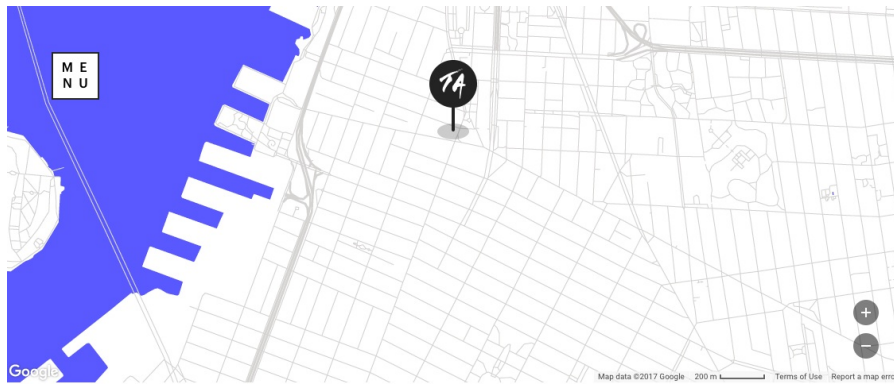 M E
N U
TA
Google
Map data ©2017 Google 200 m Terms of Use Report a map erro